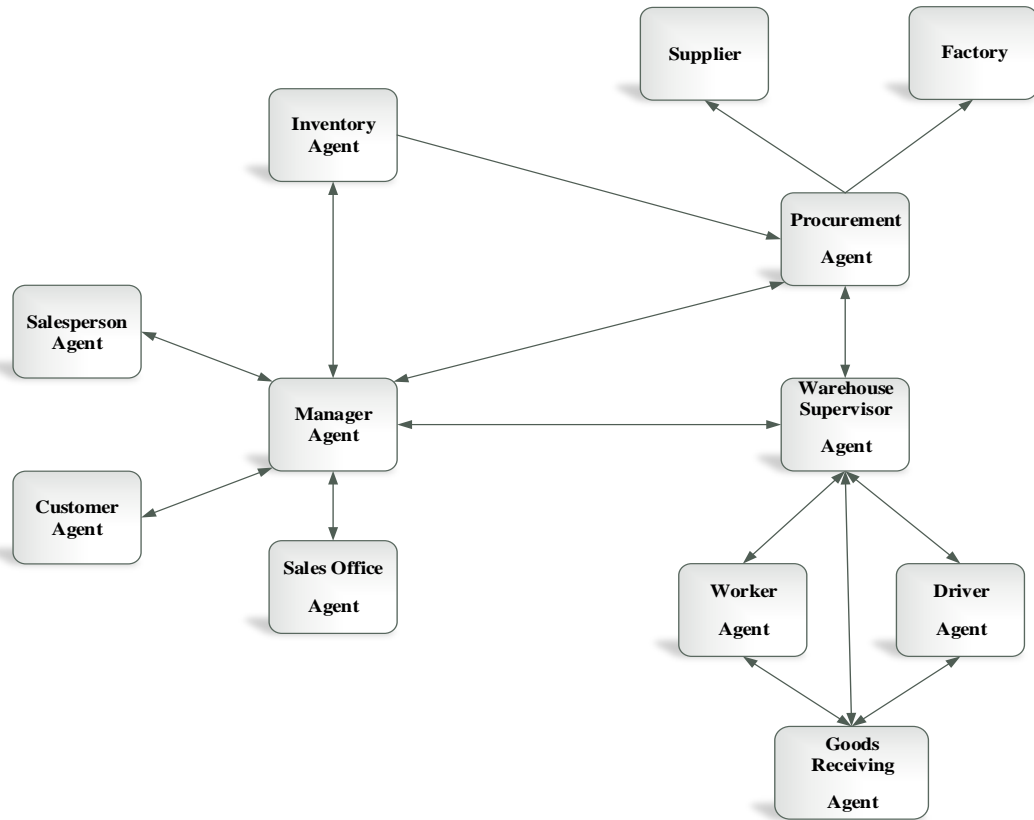 Supplier
Factory
Inventory
Agent
Procurement
Agent
Salesperson
Agent
Manager
Agent
Warehouse
Supervisor
Agent
Customer
Agent
Sales Office
Agent
Worker
Agent
Driver
Agent
Goods
Receiving
Agent